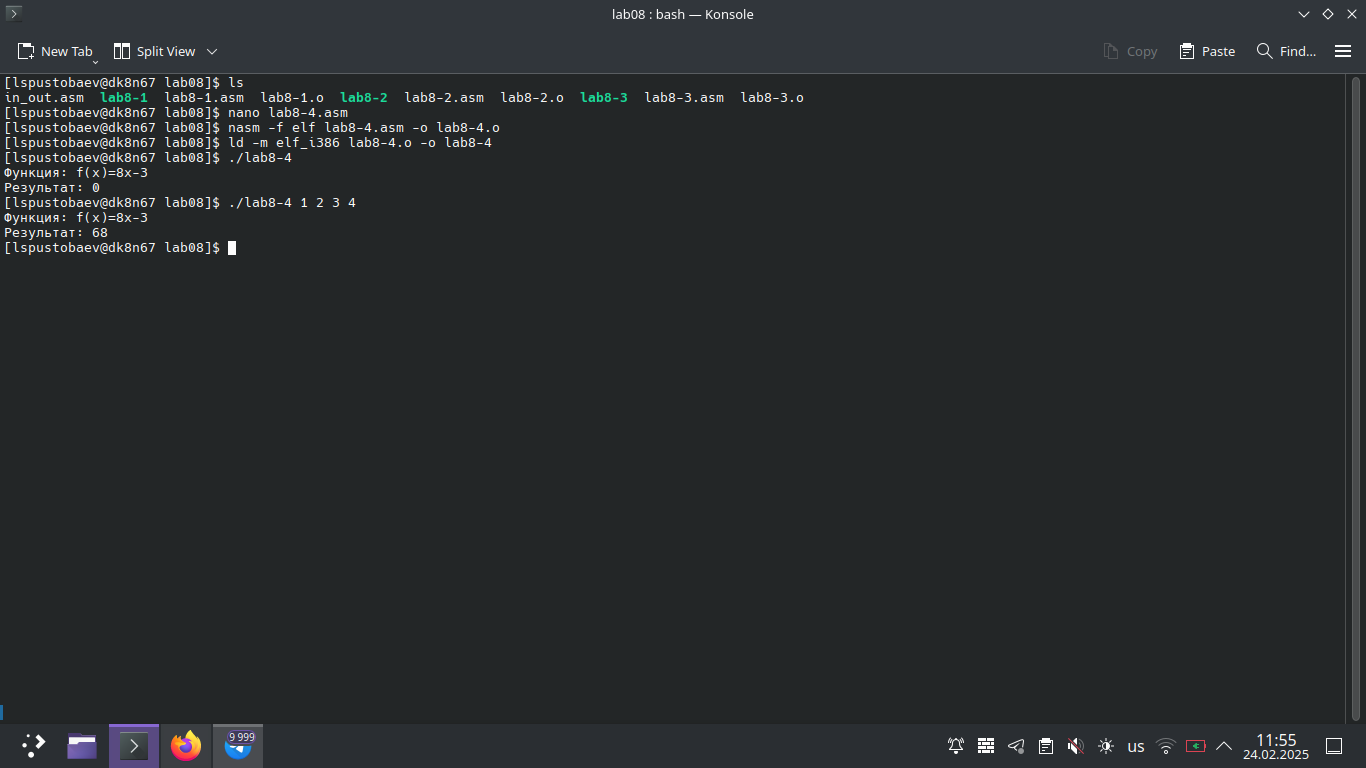 lab08 : bash — Konsole
New Tab Split View Copy Paste Find...
[lspustobaev@dk8n67 lab08]$ ls
in_out.asm lab8-1 lab8-1.asm lab8-1.o lab8-2 lab8-2.asm lab8-2.o lab8-3 lab8-3.asm lab8-3.o
[lspustobaev@dk8n67 lab08]$ nano lab8-4.asm
[lspustobaev@dk8n67 lab08]$ nasm -f elf lab8-4.asm -o lab8-4.o
[lspustobaev@dk8n67 lab08]$ ld -m elf_i386 lab8-4.o -o lab8-4
[lspustobaev@dk8n67 lab08]$ ./lab8-4
Функция: f(x)=8x-3
Результат: 0
[lspustobaev@dk8n67 lab08]$ ./lab8-4 1 2 3 4
Функция: f(x)=8x-3
Результат: 68
[lspustobaev@dk8n67 lab08]$
9 999
us
11:55
24.02.2025